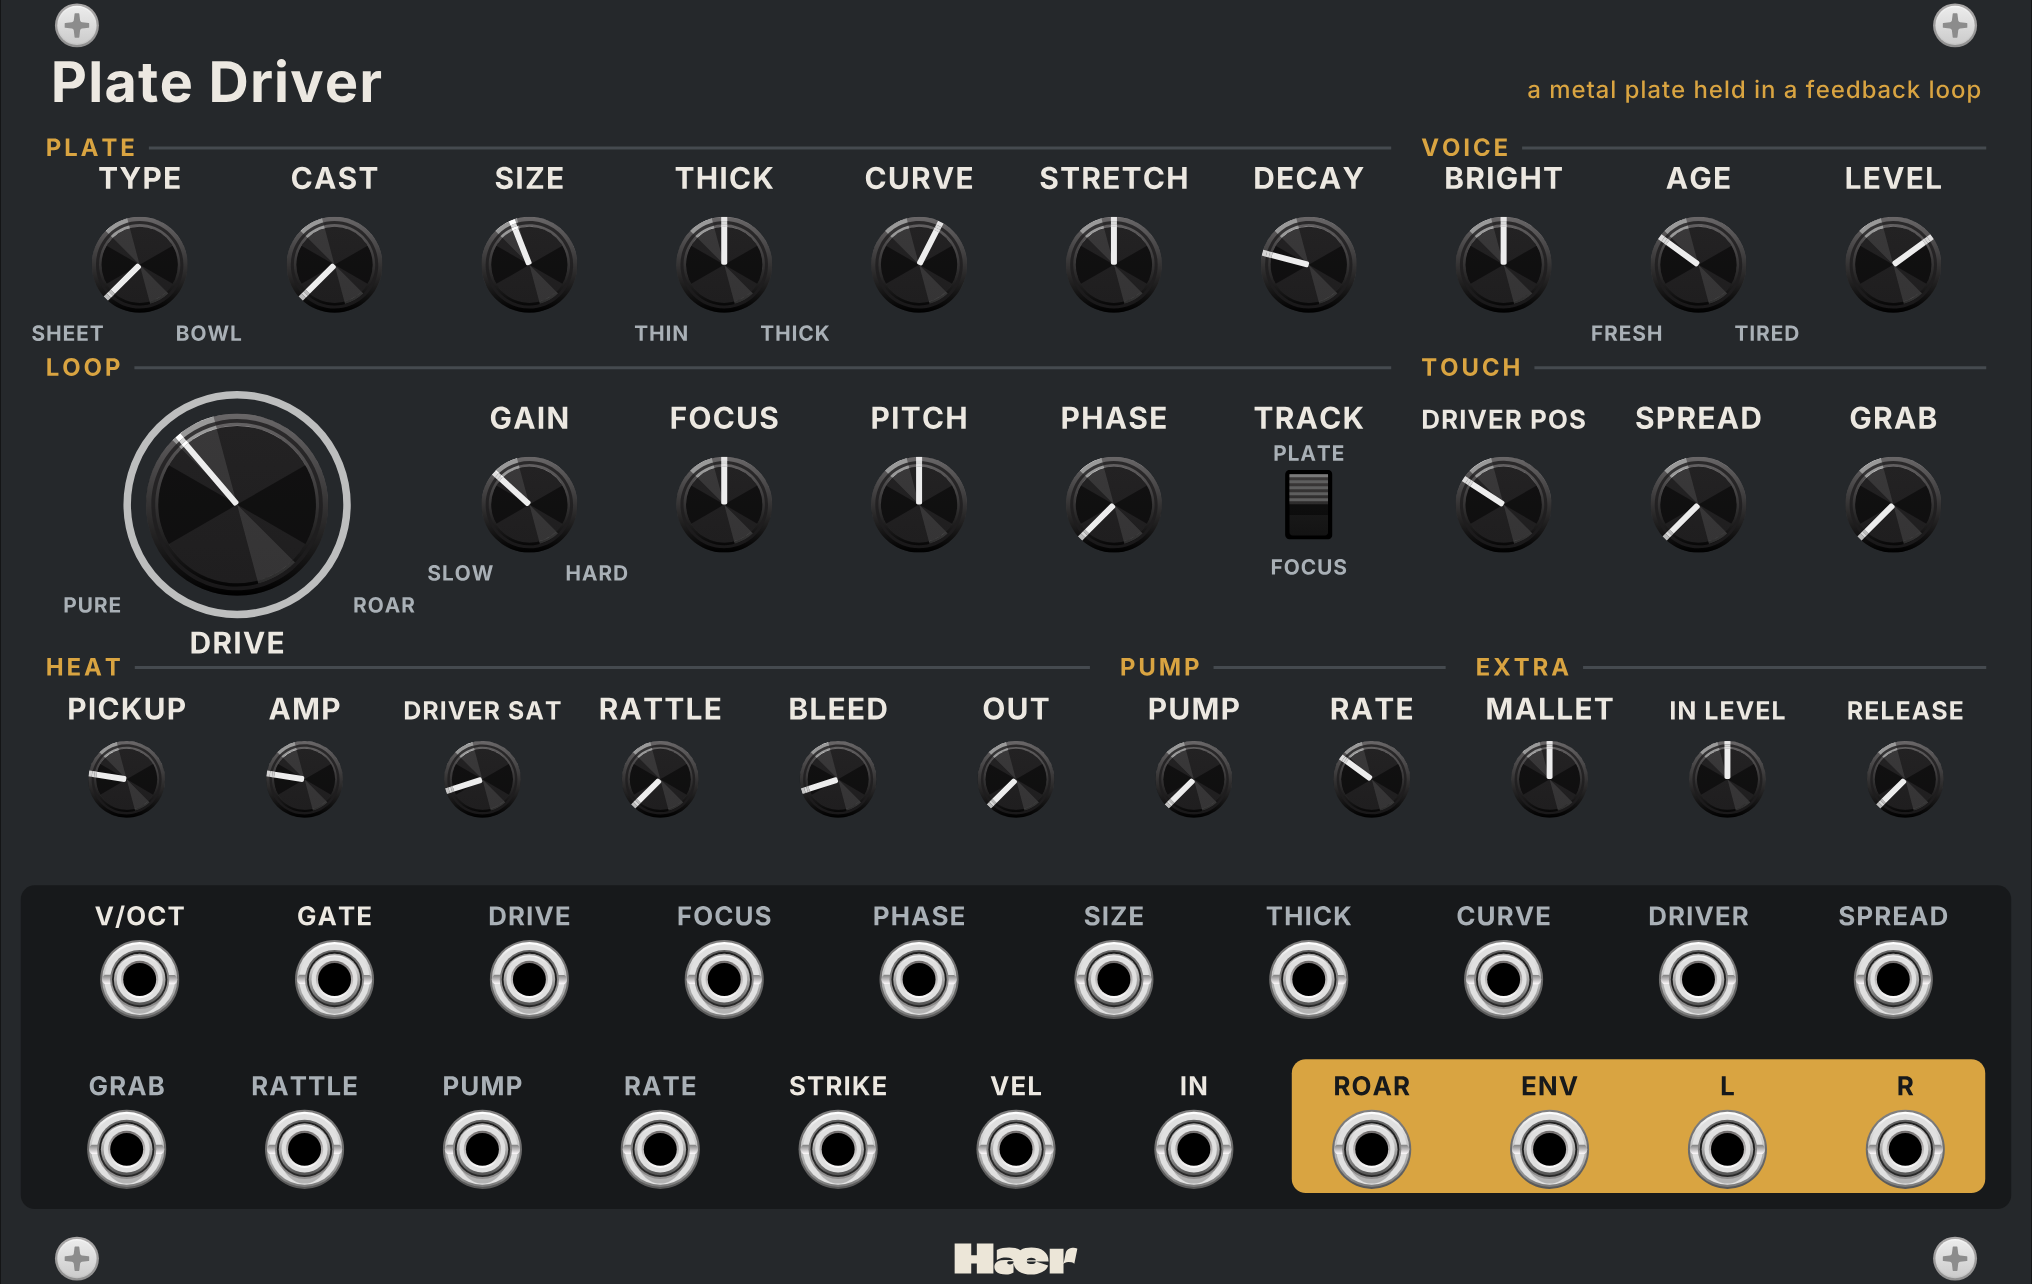 Plate Driver
a metal plate held in a feedback loop
PLATE
VOICE
TYPE CAST SIZE THICK CURVE STRETCH DECAY BRIGHT AGE LEVEL
SHEET BOWL THIN THICK FRESH TIRED
LOOP
TOUCH
GAIN FOCUS PITCH PHASE TRACK DRIVER POS SPREAD GRAB
PLATE
SLOW HARD FOCUS
PURE ROAR
DRIVE
HEAT
PUMP
EXTRA
PICKUP AMP DRIVER SAT RATTLE BLEED OUT PUMP RATE MALLET IN LEVEL RELEASE
V/OCT GATE DRIVE FOCUS PHASE SIZE THICK CURVE DRIVER SPREAD
GRAB RATTLE PUMP RATE STRIKE VEL IN ROAR ENV L R
Haer